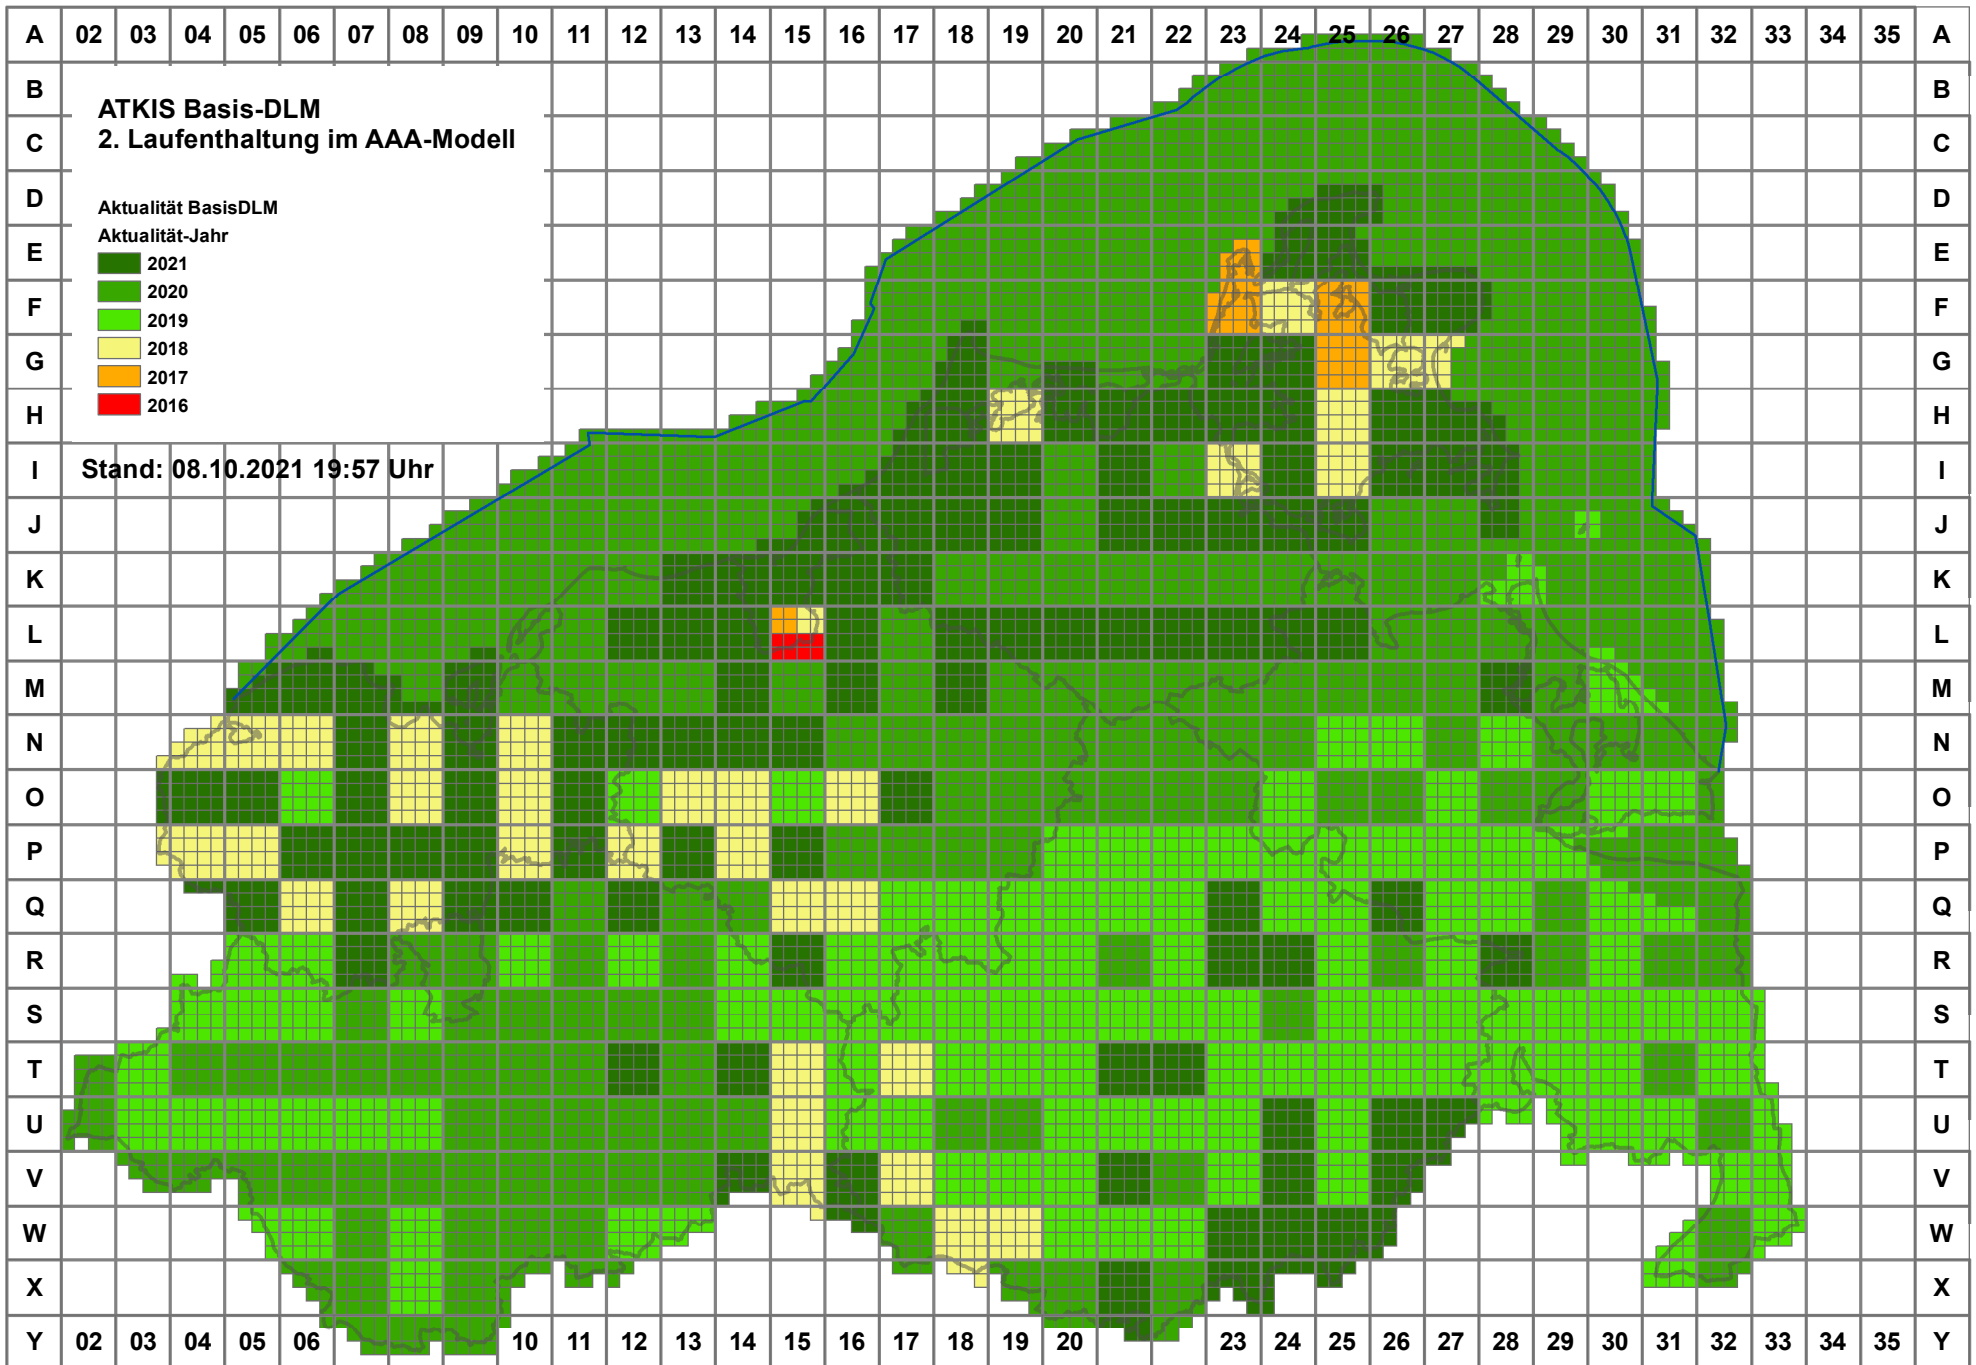 A 02 03 04 05 06 07 08 09 10 11 12 13 14 15 16 17 18 19 20 21 22 23 24 25 26 27 28 29 30 31 32 33 34 35 A
B B
ATKIS Basis-DLM
C 2. Laufenthaltung im AAA-Modell C
D D
Aktualität BasisDLM
Aktualität-Jahr
E E
2021
2020
F F
2019
2018
G G
2017
2016
H H
I Stand: 08.10.2021 19:57 Uhr I
J J
K K
L L
M M
N N
O O
P P
Q Q
R R
S S
T T
U U
V V
W W
X X
Y 02 03 04 05 06 10 11 12 13 14 15 16 17 18 19 20 23 24 25 26 27 28 29 30 31 32 33 34 35 Y